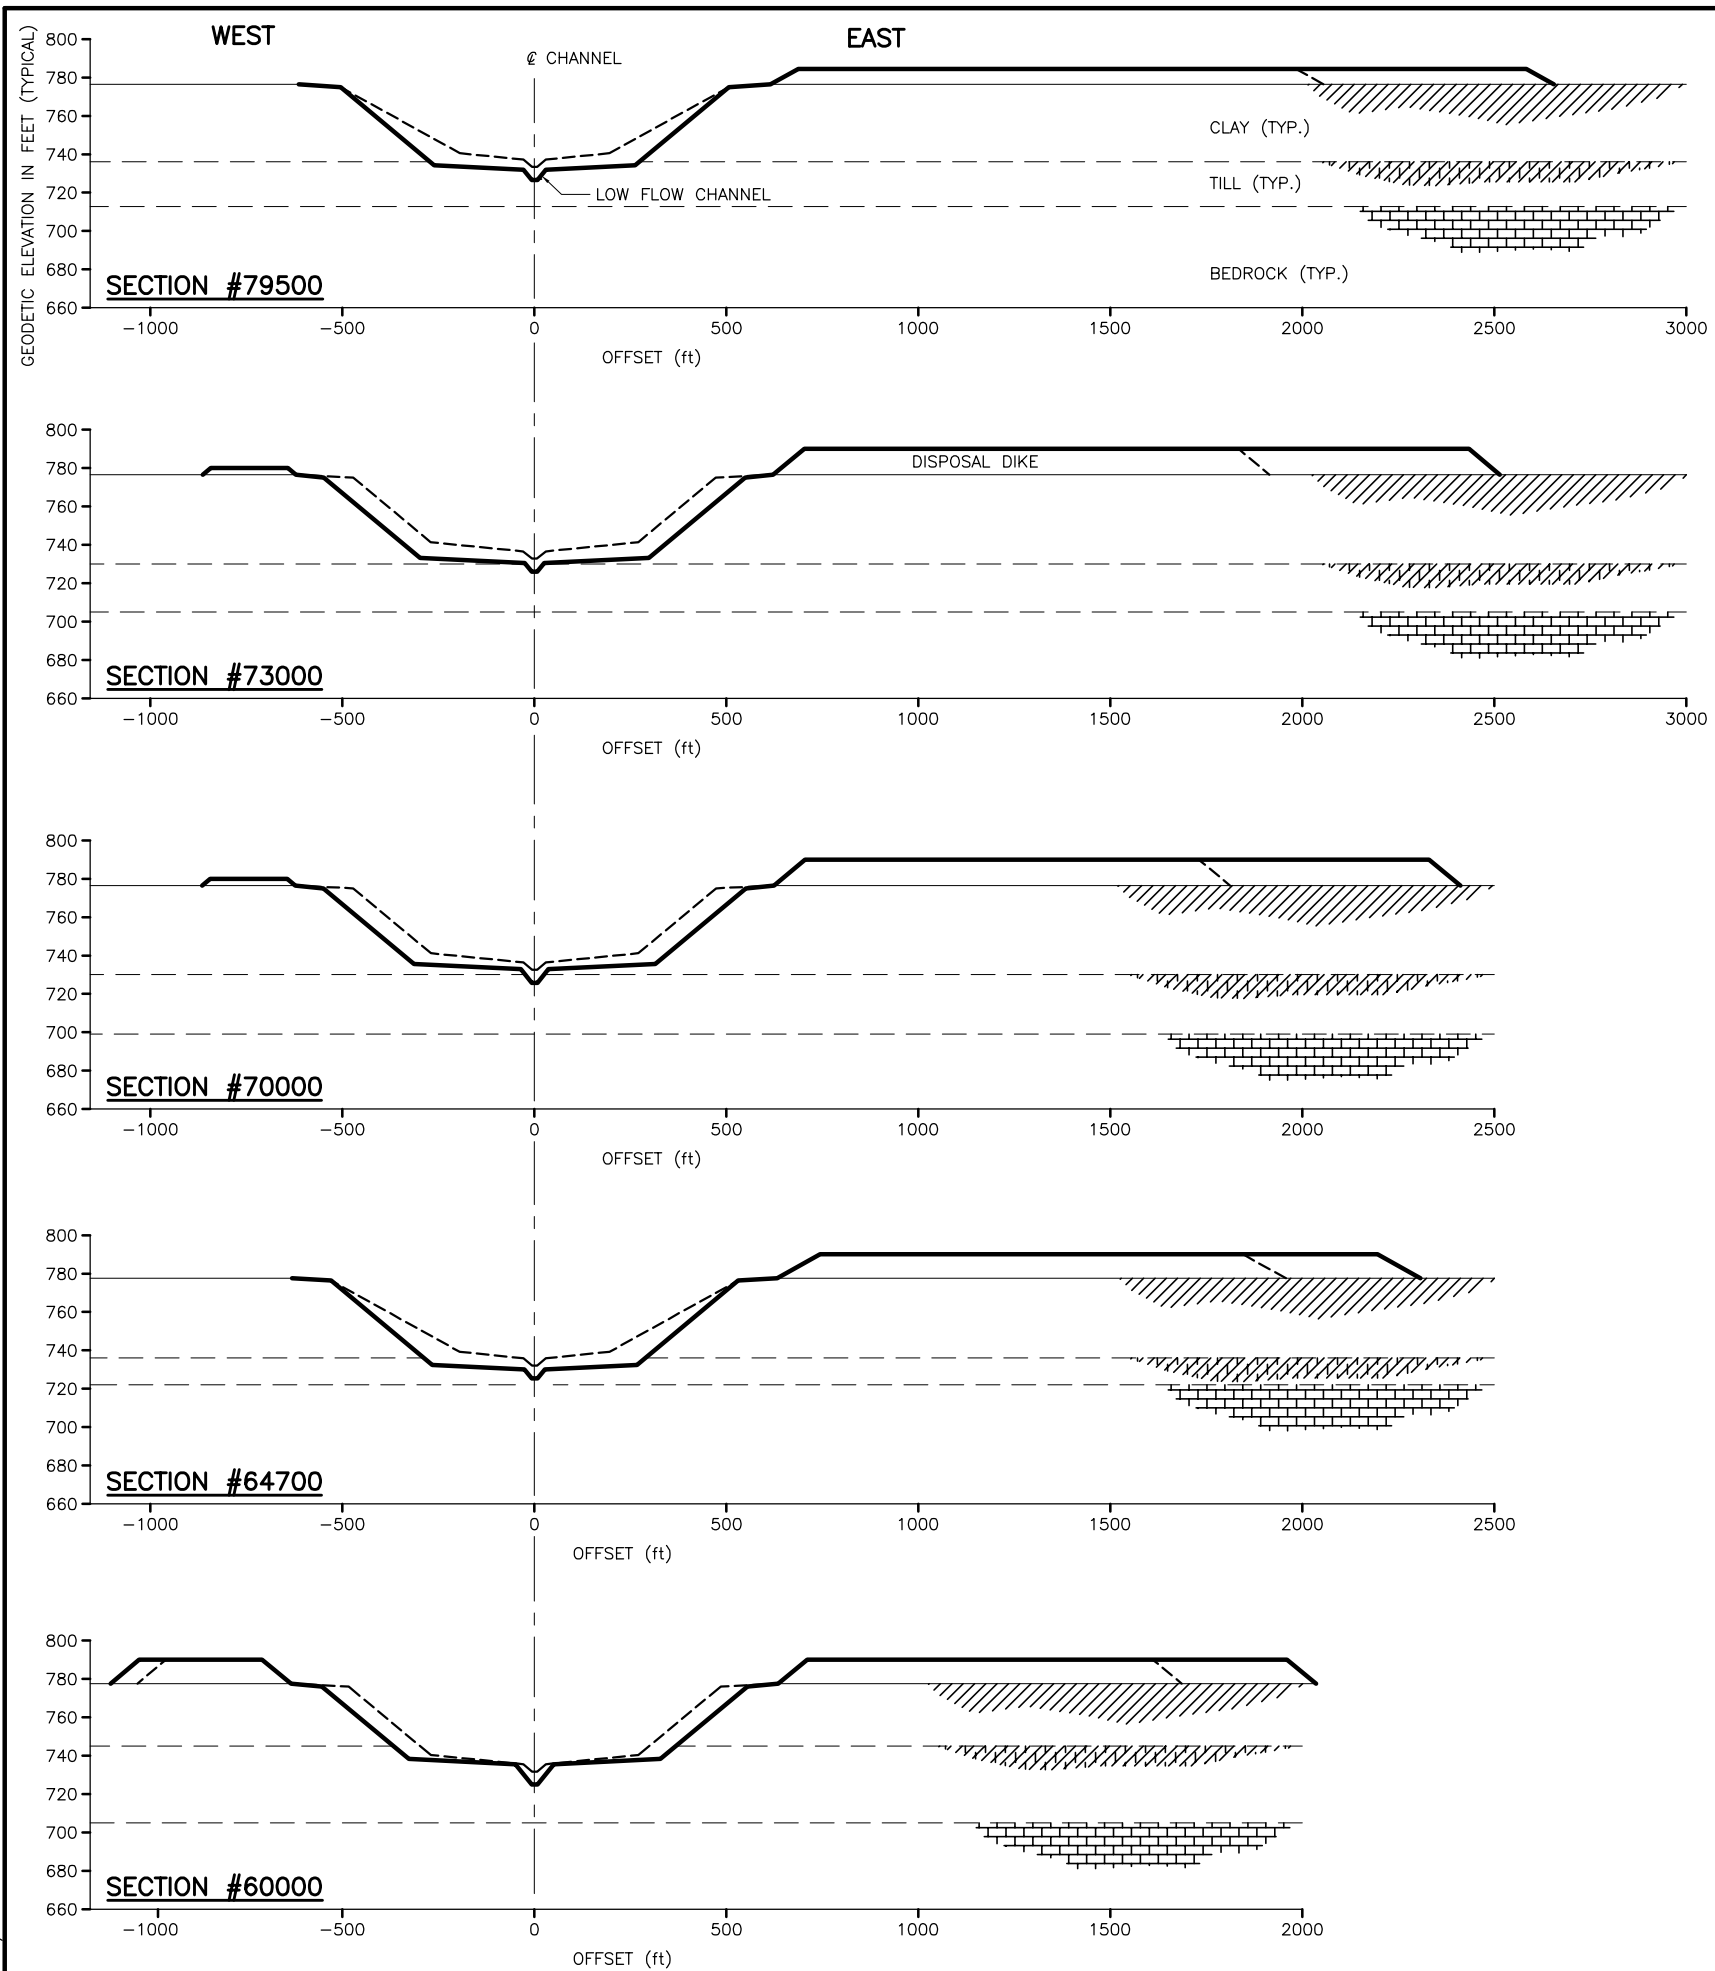 GEODETIC ELEVATION IN FEET (TYPICAL)
WEST
EAST
℄ CHANNEL
800
780
760
740
720
700
680
660
CLAY (TYP.)
TILL (TYP.)
LOW FLOW CHANNEL
BEDROCK (TYP.)
SECTION #79500
-1000 -500 0 500 1000 1500 2000 2500 3000
OFFSET (ft)
800
780
760
740
720
700
680
660
DISPOSAL DIKE
SECTION #73000
-1000 -500 0 500 1000 1500 2000 2500 3000
OFFSET (ft)
800
780
760
740
720
700
680
660
SECTION #70000
-1000 -500 0 500 1000 1500 2000 2500
OFFSET (ft)
800
780
760
740
720
700
680
660
SECTION #64700
-1000 -500 0 500 1000 1500 2000 2500
OFFSET (ft)
800
780
760
740
720
700
680
660
SECTION #60000
-1000 -500 0 500 1000 1500 2000
OFFSET (ft)